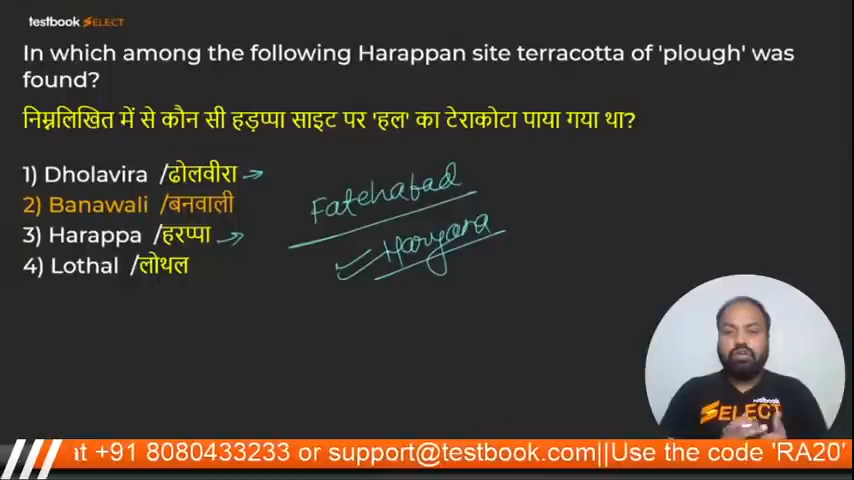 testbook SELECT
In which among the following Harappan site terracotta of 'plough' was
found?
निम्नलिखित में से कौन सी हड़प्पा साइट पर 'हल' का टेराकोटा पाया गया था?
1) Dholavira /ढोलवीरा
2) Banawali /बनवाली
3) Harappa /हरप्पा
4) Lothal /लोथल
Fatehabad
Haryana
testbook
SELECT
at +91 8080433233 or support@testbook.com||Use the code 'RA20'